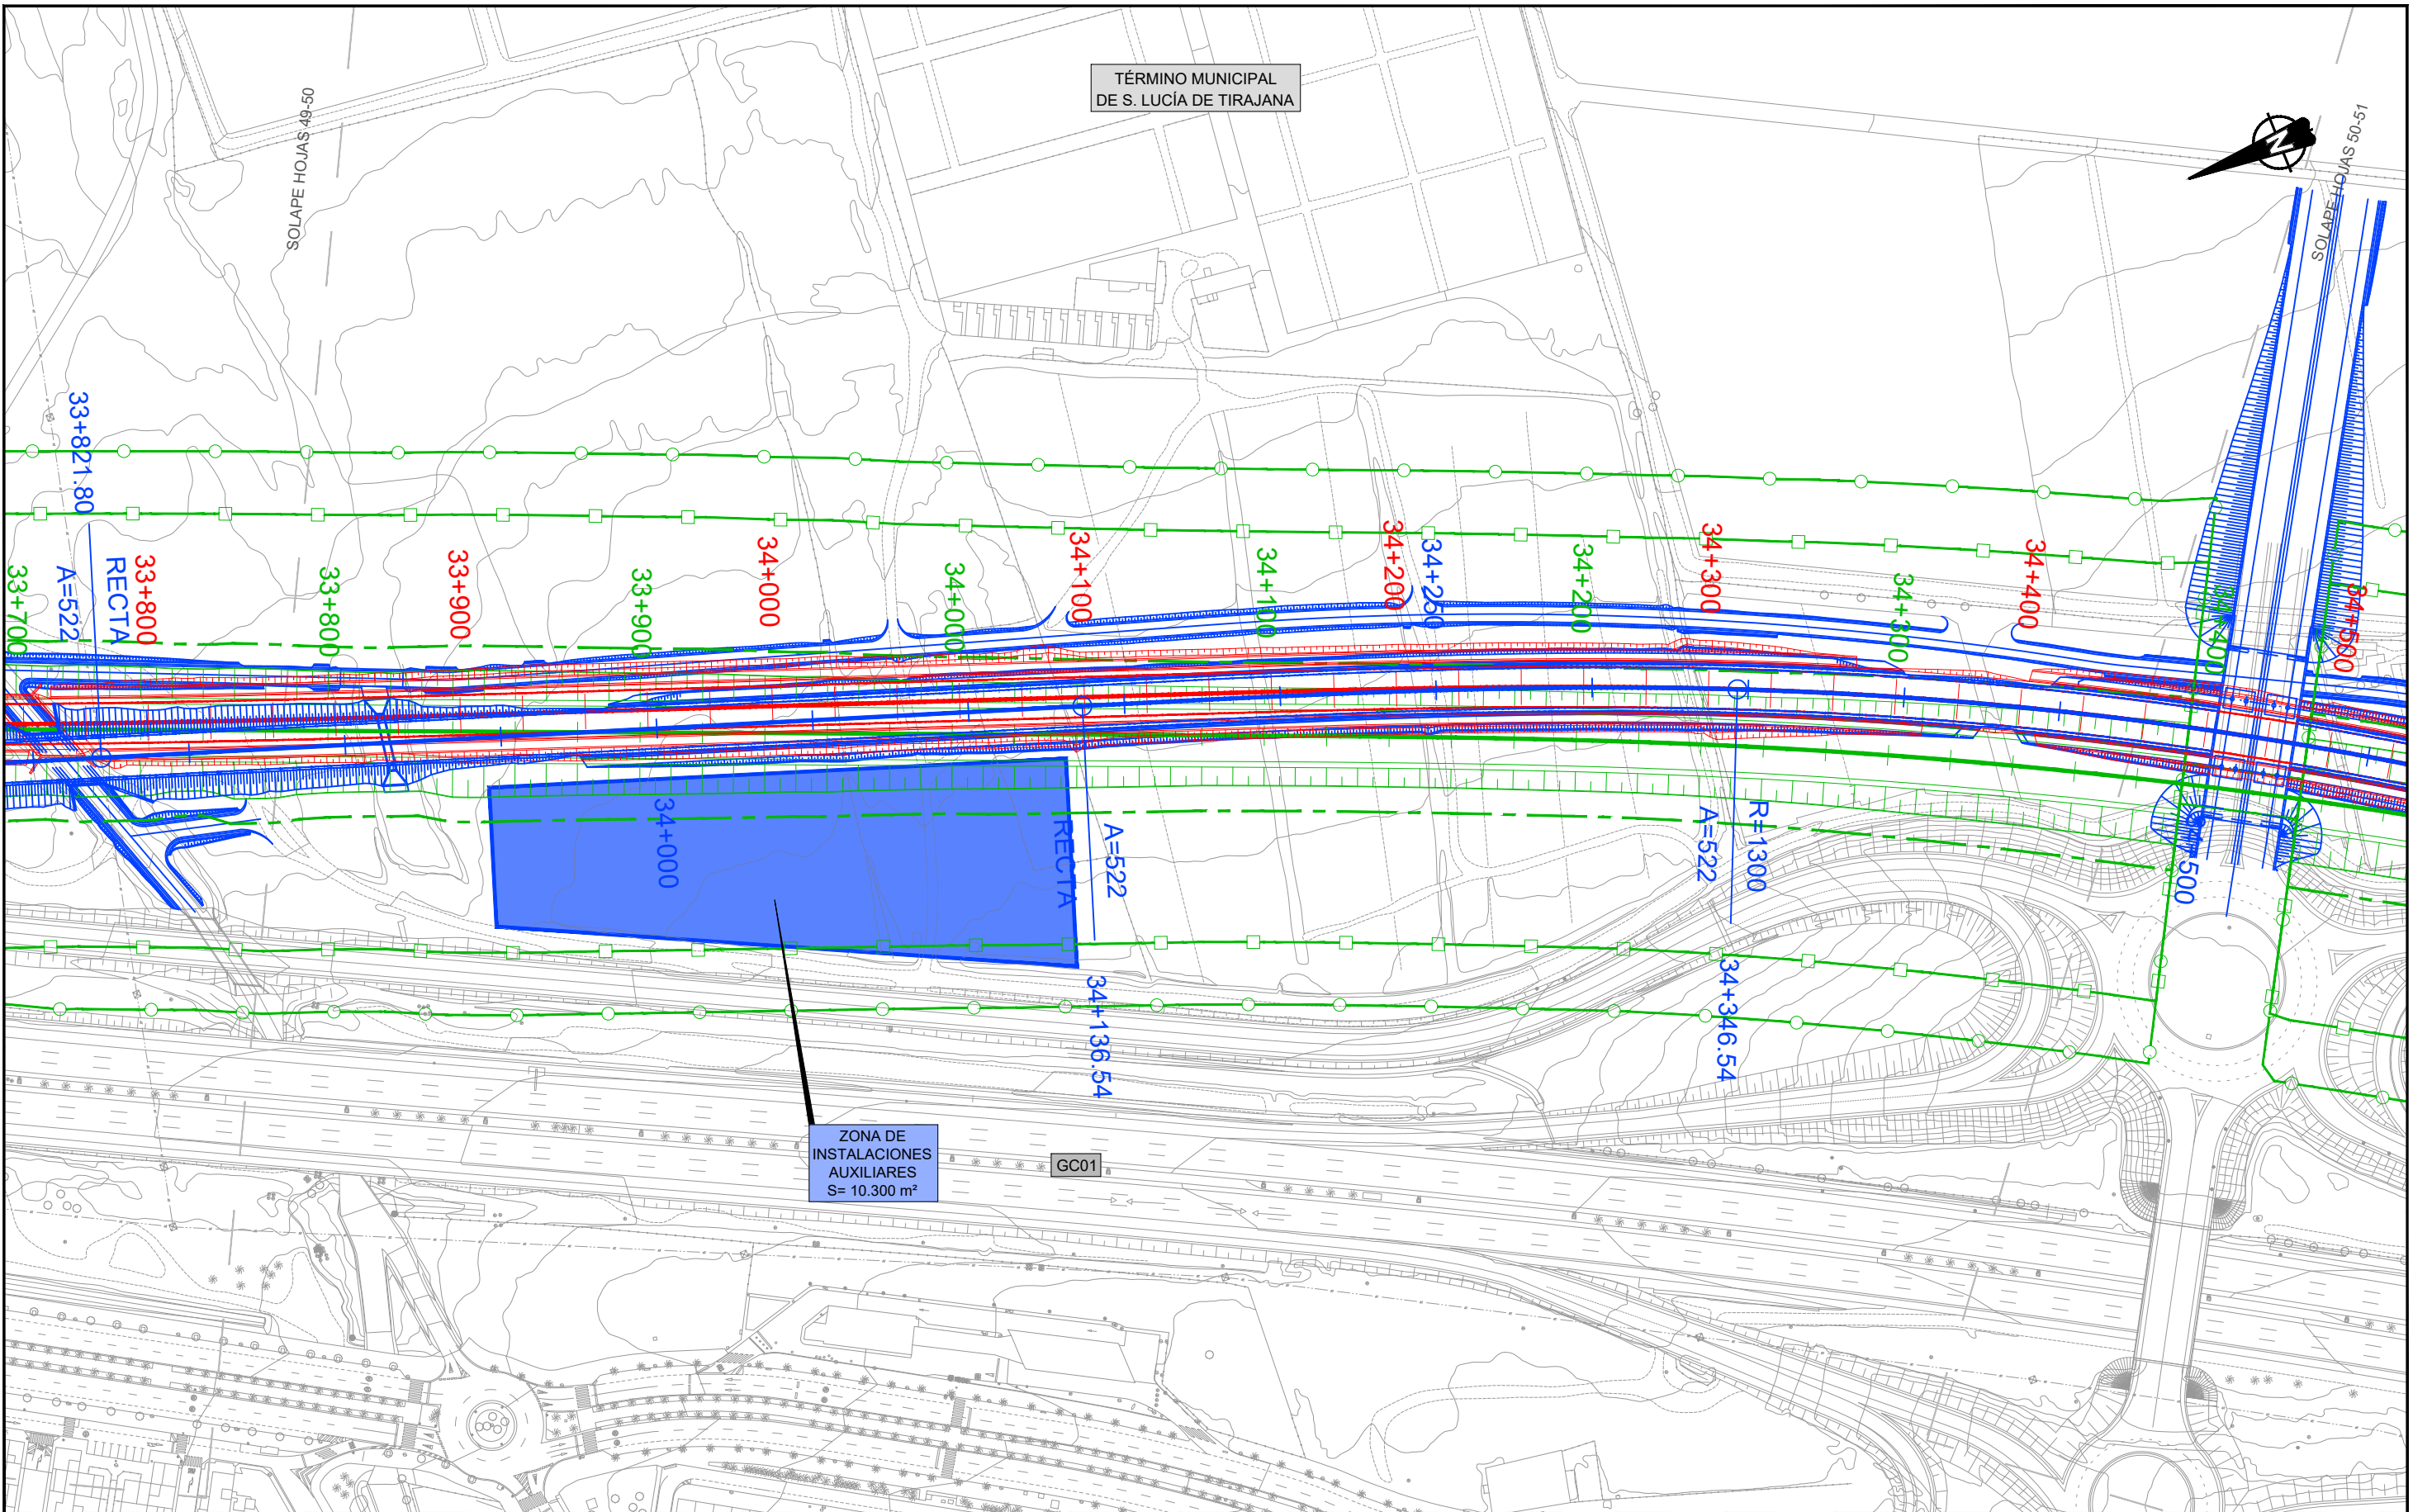 TÉRMINO MUNICIPAL
DE S. LUCÍA DE TIRAJANA
SOLAPE HOJAS 49-50
SOLAPE HOJAS 50-51
N
33+821.80
RECTA
A=522
33+700
33+800
33+800
33+900
33+900
34+000
34+000
34+100
34+100
34+200
34+250
34+200
34+300
34+300
34+400
34+400
34+500
34+000
RECTA
A=522
34+136.54
A=522
R=1300
34+346.54
500
ZONA DE
INSTALACIONES
AUXILIARES
S= 10.300 m²
GC01